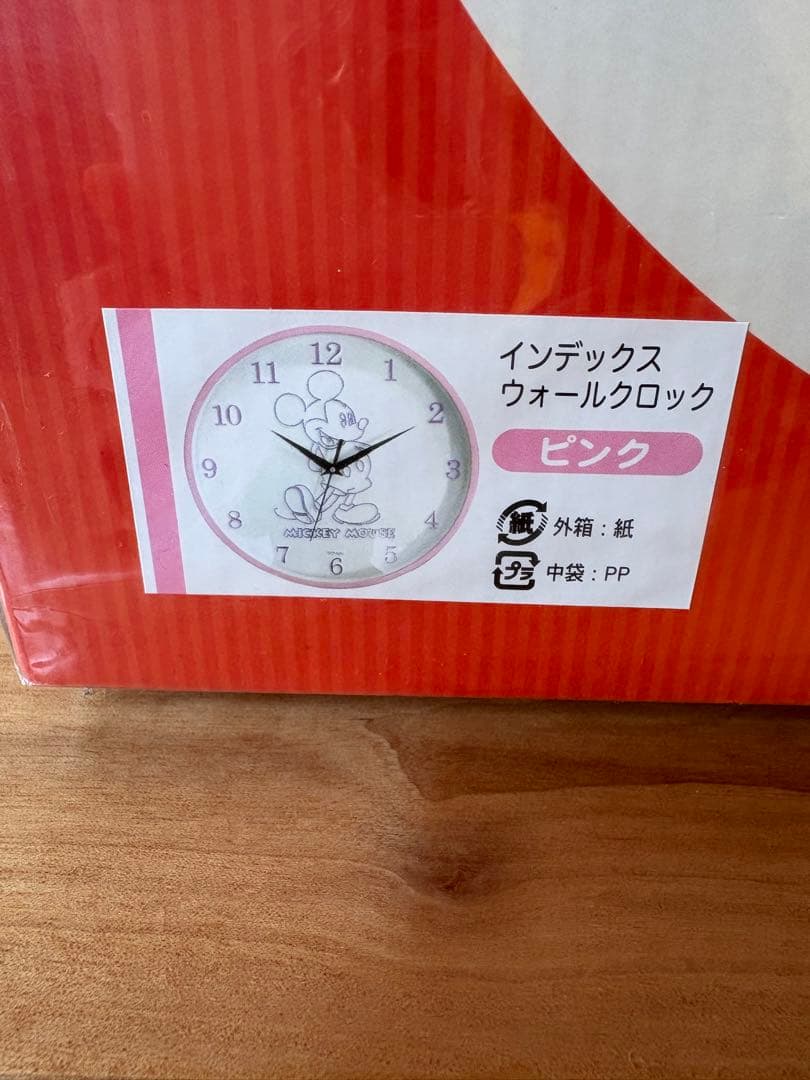 インデックス
ウォールクロック
ピンク
紙 外箱：紙
プラ 中袋：PP
12
11 1
10 2
9 3
8 4
MICKEY MOUSE
7 5
6